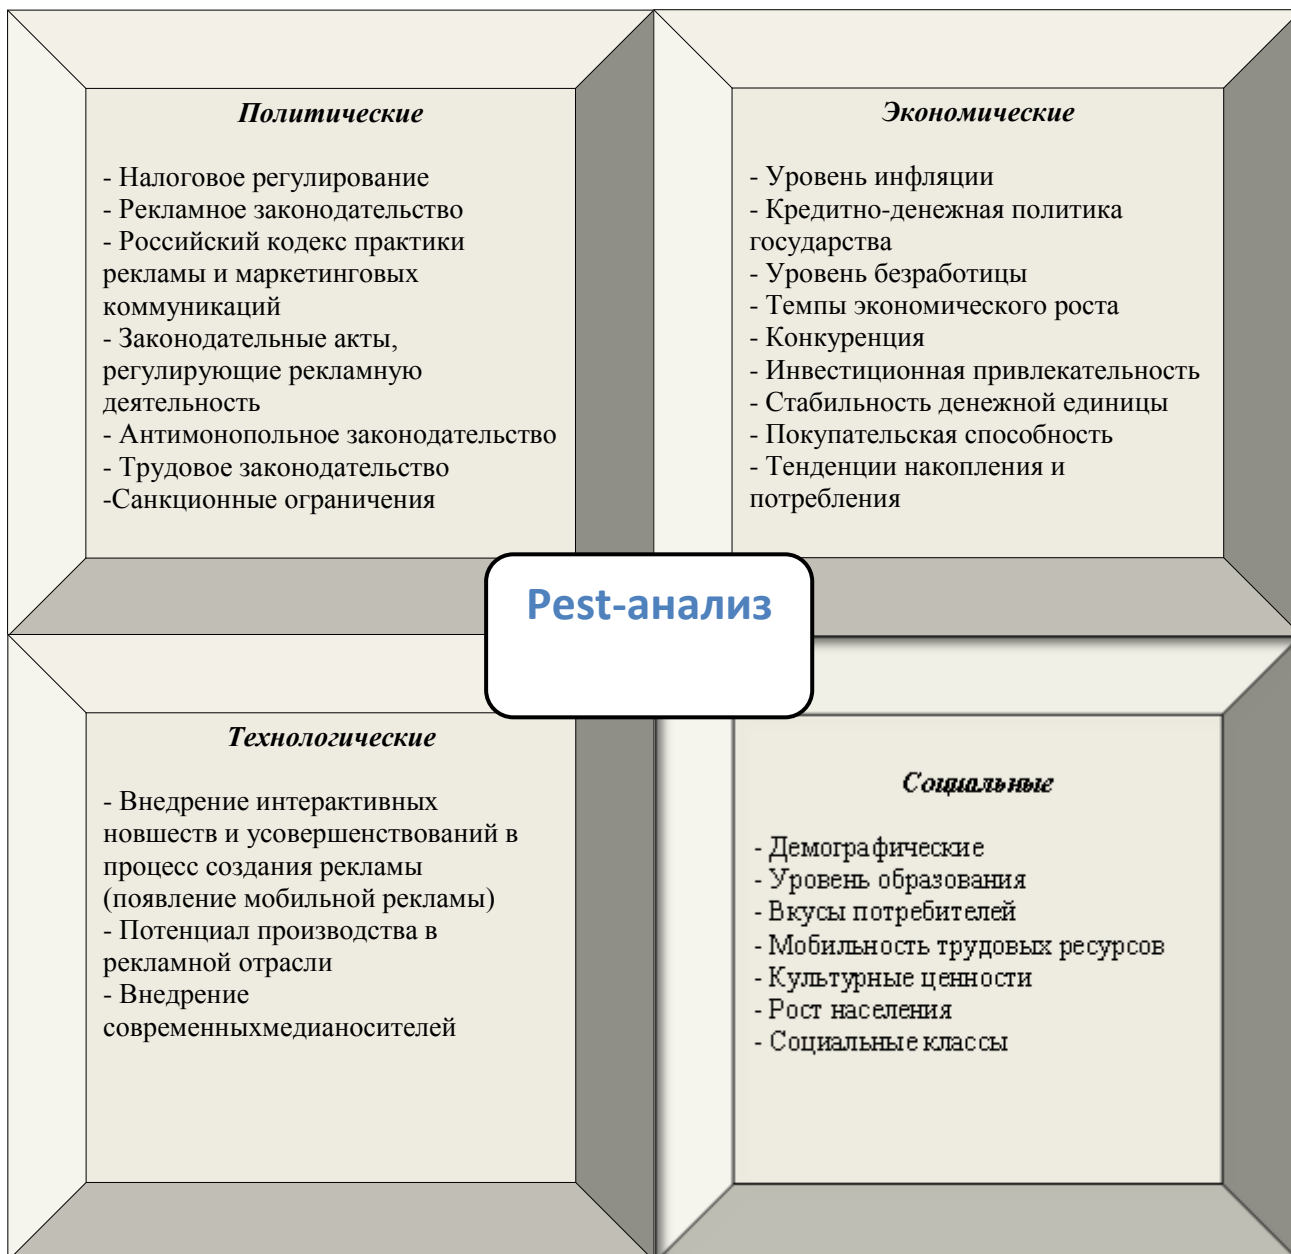 Политические
- Налоговое регулирование
- Рекламное законодательство
- Российский кодекс практики
рекламы и маркетинговых
коммуникаций
- Законодательные акты,
регулирующие рекламную
деятельность
- Антимонопольное законодательство
- Трудовое законодательство
-Санкционные ограничения
Экономические
- Уровень инфляции
- Кредитно-денежная политика
государства
- Уровень безработицы
- Темпы экономического роста
- Конкуренция
- Инвестиционная привлекательность
- Стабильность денежной единицы
- Покупательская способность
- Тенденции накопления и
потребления
Pest-анализ
Технологические
- Внедрение интерактивных
новшеств и усовершенствований в
процесс создания рекламы
(появление мобильной рекламы)
- Потенциал производства в
рекламной отрасли
- Внедрение
современныхмедианосителей
Социальные
- Демографические
- Уровень образования
- Вкусы потребителей
- Мобильность трудовых ресурсов
- Культурные ценности
- Рост населения
- Социальные классы